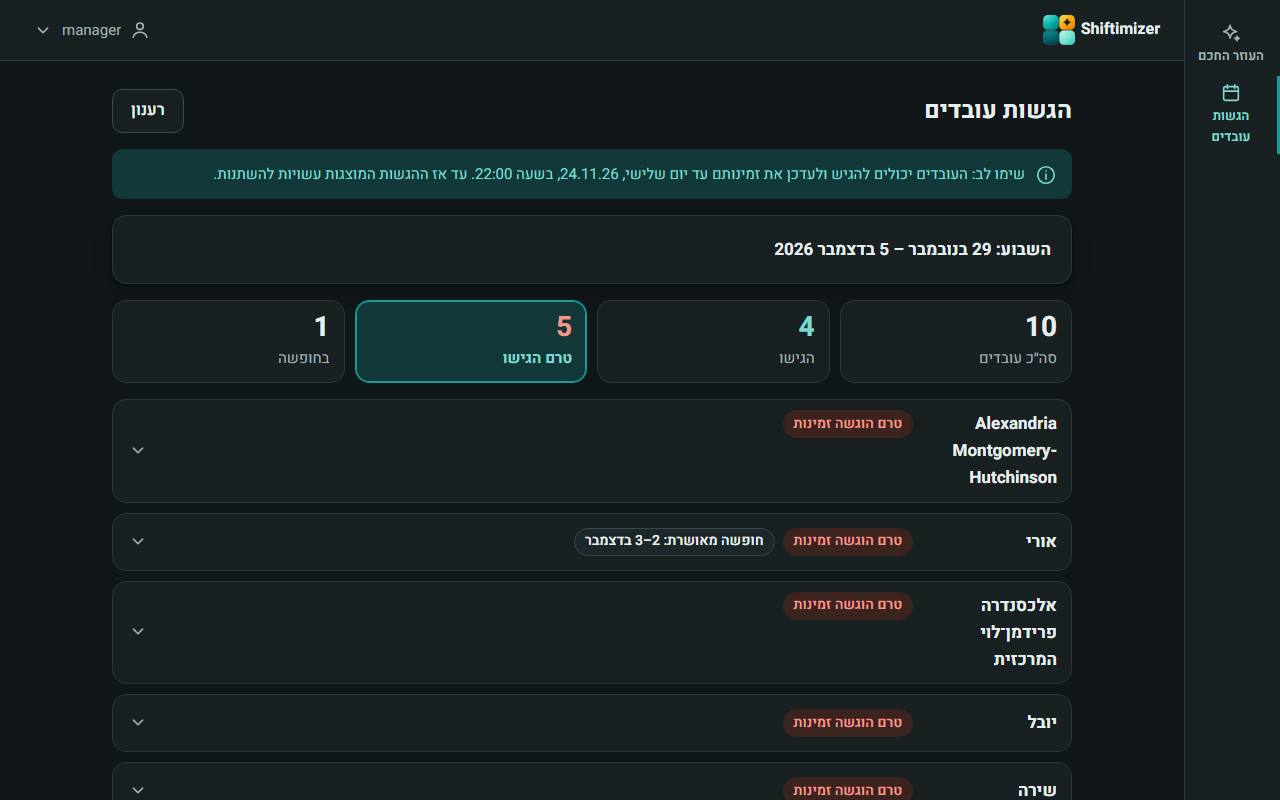 Shiftimizer
manager
העוזר החכם
הגשות
עובדים
הגשות עובדים
רענון
שימו לב: העובדים יכולים להגיש ולעדכן את זמינותם עד יום שלישי, 24.11.26, בשעה 22:00. עד אז ההגשות המוצגות עשויות להשתנות.
השבוע: 29 בנובמבר – 5 בדצמבר 2026
10
סה״כ עובדים
4
הגישו
5
טרם הגישו
1
בחופשה
Alexandria
Montgomery-
Hutchinson
טרם הוגשה זמינות
אורי
טרם הוגשה זמינות
חופשה מאושרת: 2–3 בדצמבר
אלכסנדרה
פרידמן־לוי
המרכזית
טרם הוגשה זמינות
יובל
טרם הוגשה זמינות
שירה
טרם הוגשה זמינות